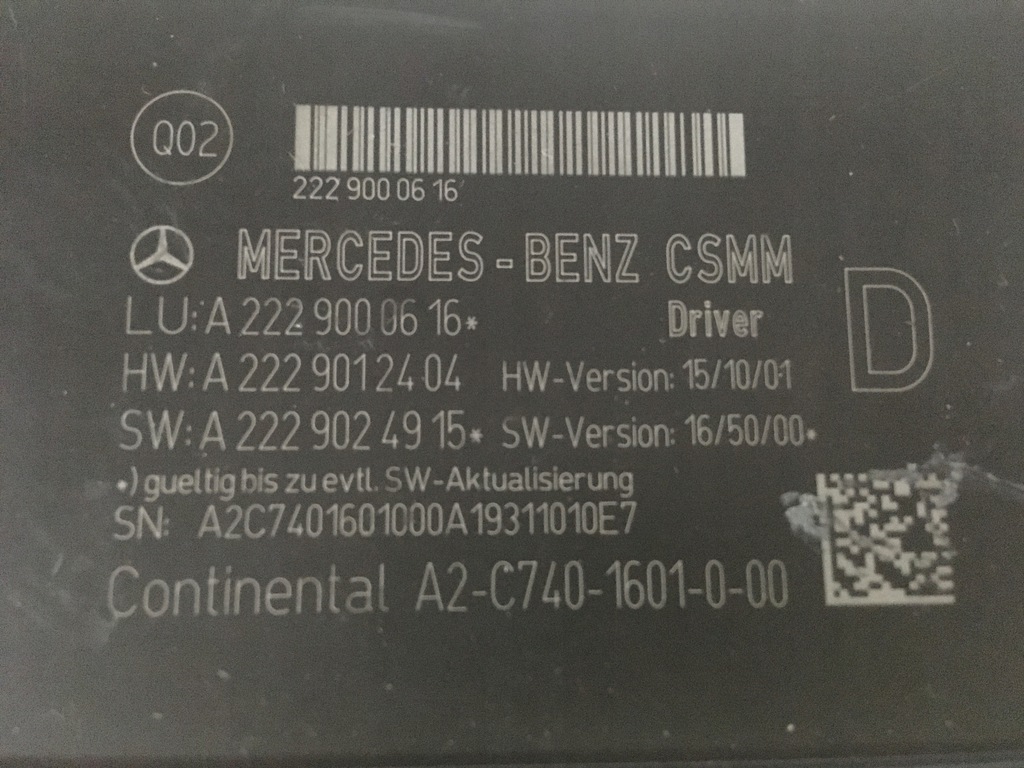 Q02
222 900 06 16
MERCEDES-BENZ CSMM
LU: A 222 900 06 16*
Driver
D
HW: A 222 901 24 04 HW-Version: 15/10/01
SW: A 222 902 49 15* SW-Version: 16/50/00*
*) gueltig bis zu evtl. SW-Aktualisierung
SN: A2C7401601000A19311010E7
Continental A2-C740-1601-0-00